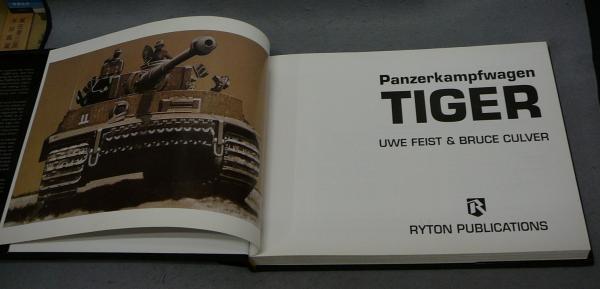 Panzerkampfwagen
TIGER
UWE FEIST & BRUCE CULVER
RYTON PUBLICATIONS